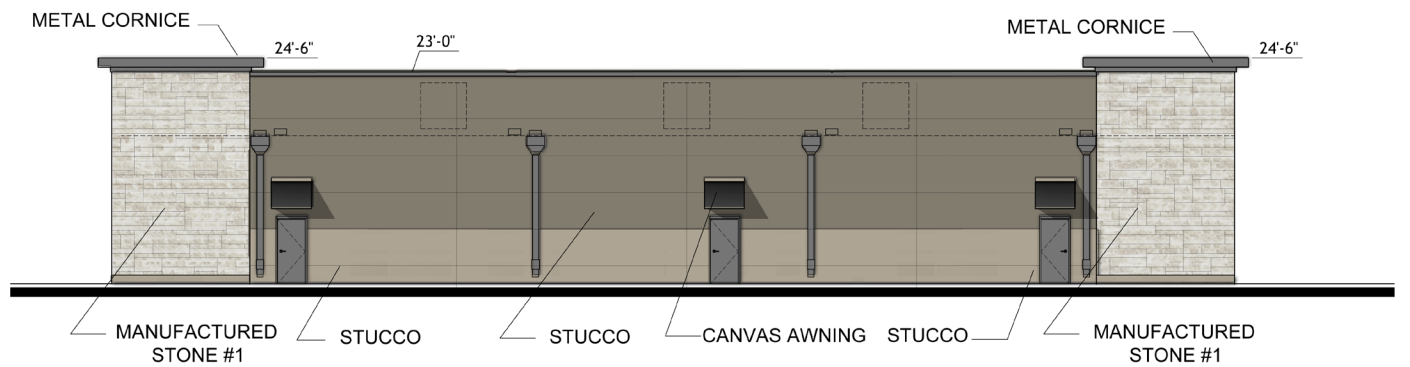 METAL CORNICE
24'-6"
23'-0"
METAL CORNICE
24'-6"
MANUFACTURED
STONE #1
STUCCO
STUCCO
CANVAS AWNING
STUCCO
MANUFACTURED
STONE #1